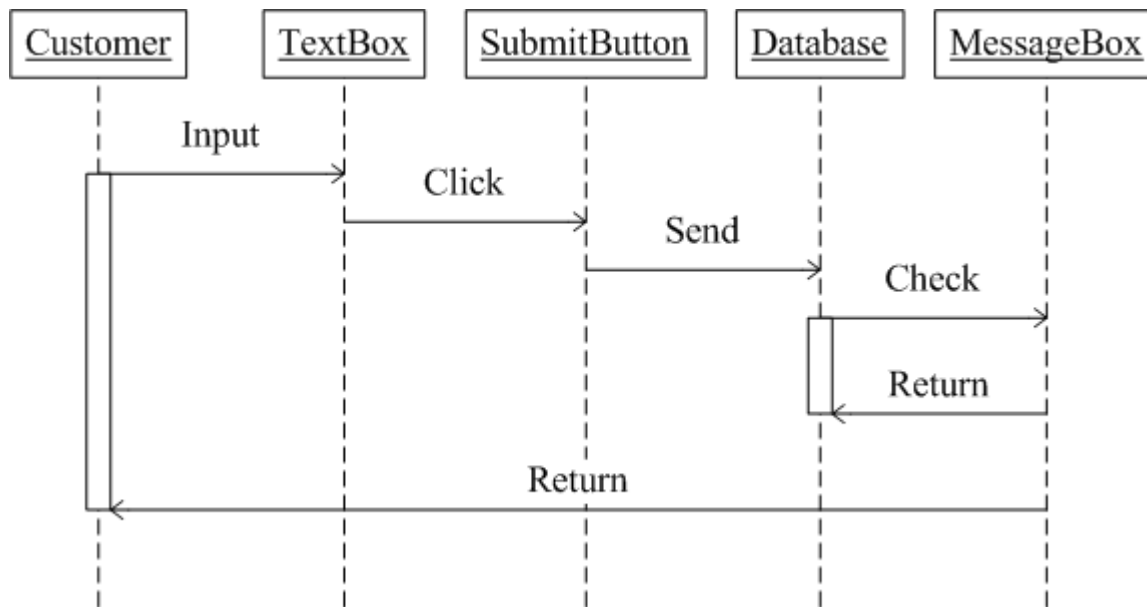 Customer
TextBox
SubmitButton
Database
MessageBox
Input
Click
Send
Check
Return
Return